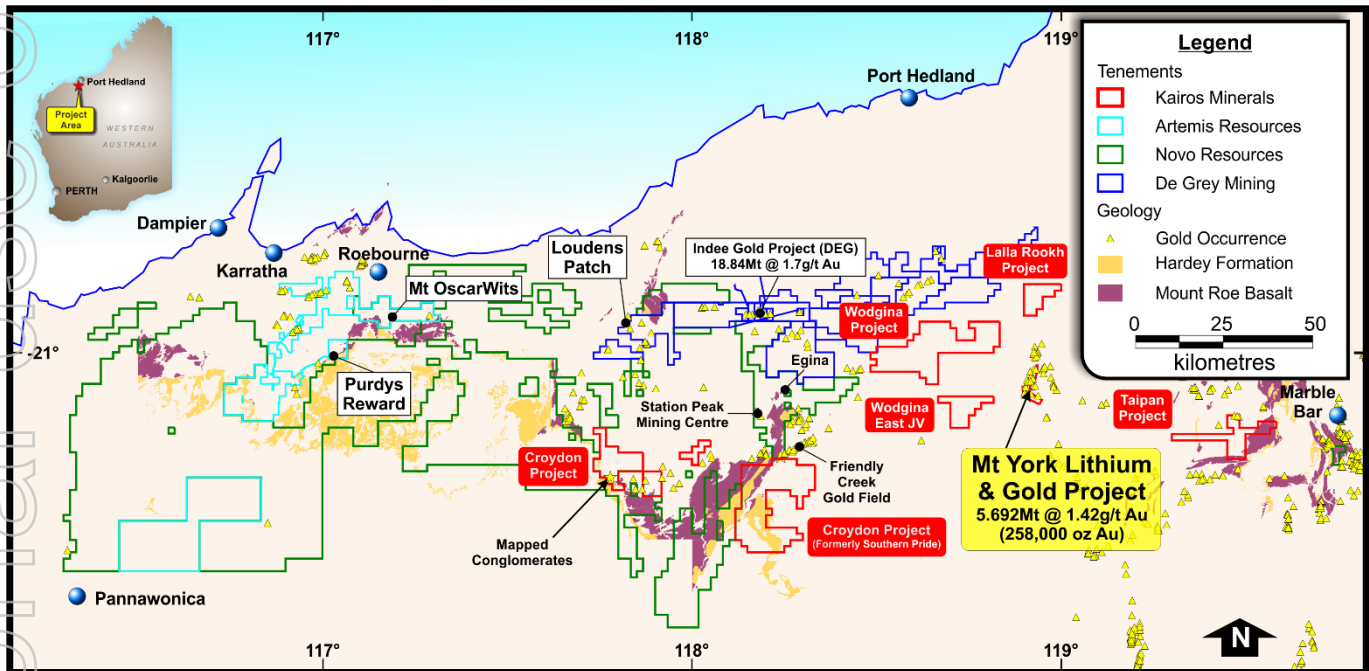 117°
118°
119°
Port Hedland
Project
Area
WESTERN
AUSTRALIA
Kalgoorlie
PERTH
Port Hedland
Legend
Tenements
Kairos Minerals
Artemis Resources
Novo Resources
De Grey Mining
Geology
Gold Occurrence
Hardey Formation
Mount Roe Basalt
0 25 50
kilometres
Dampier
Karratha
Roebourne
Mt OscarWits
Loudens
Patch
Indee Gold Project (DEG)
18.84Mt @ 1.7g/t Au
Lalla Rookh
Project
Wodgina
Project
-21°
Purdys
Reward
Egina
Station Peak
Mining Centre
Wodgina
East JV
Taipan
Project
Marble
Bar
Croydon
Project
Friendly
Creek
Gold Field
Mt York Lithium
& Gold Project
5.692Mt @ 1.42g/t Au
(258,000 oz Au)
Croydon Project
(Formerly Southern Pride)
Mapped
Conglomerates
Pannawonica
N
117°
118°
119°